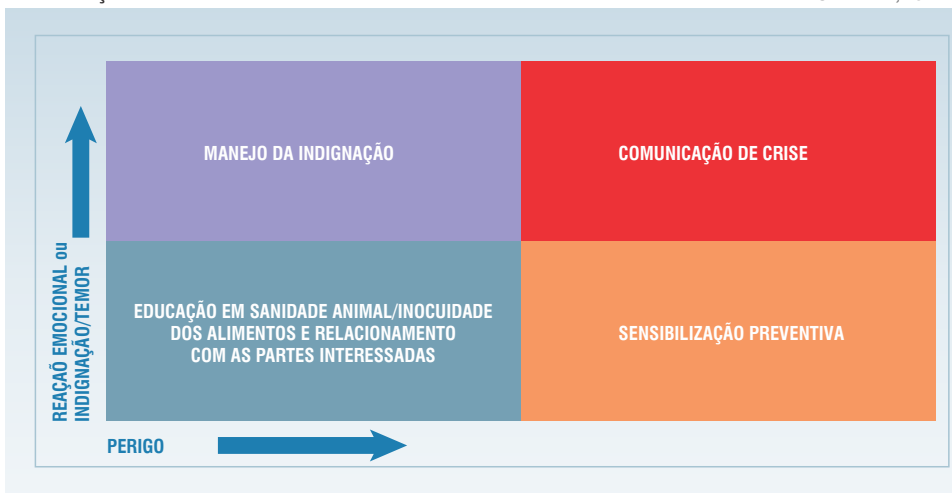 MANEJO DA INDIGNAÇÃO
COMUNICAÇÃO DE CRISE
EDUCAÇÃO EM SANIDADE ANIMAL/INOCUIDADE
DOS ALIMENTOS E RELACIONAMENTO
COM AS PARTES INTERESSADAS
SENSIBILIZAÇÃO PREVENTIVA
REAÇAÕ EMOCIONAL ou
INDIGNAÇÃO/TEMOR
PERIGO